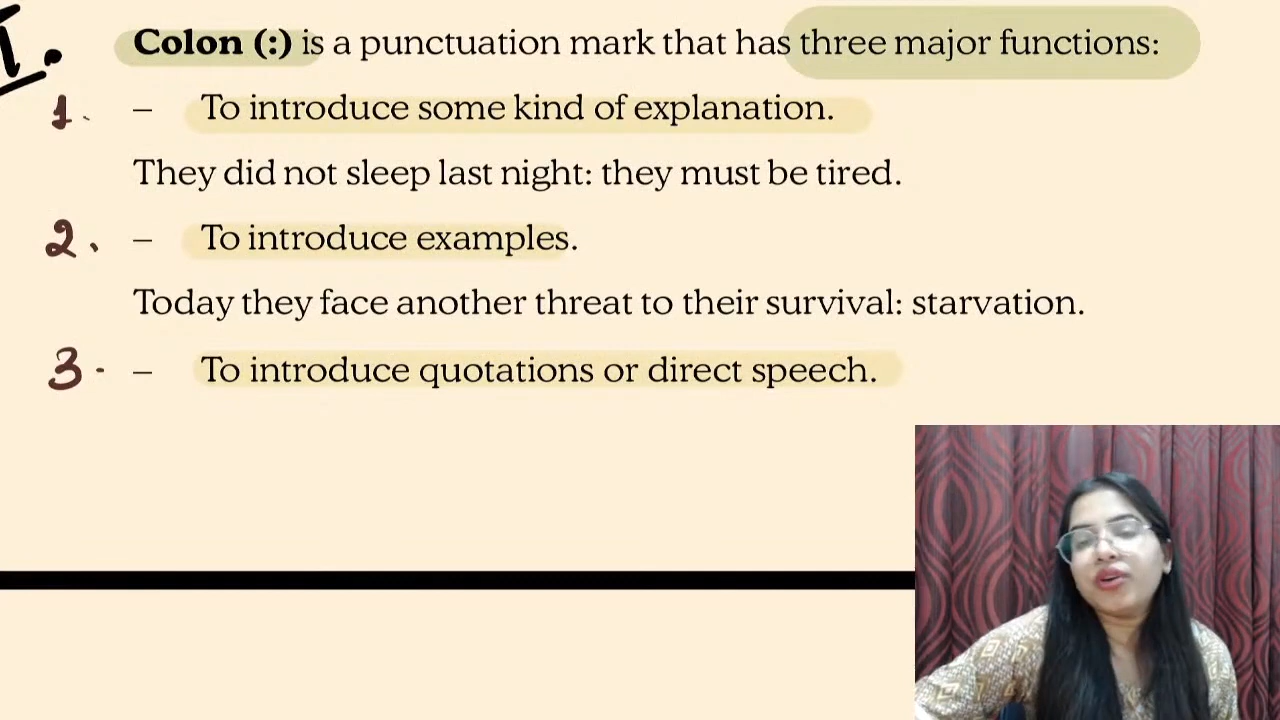 I.
Colon (:) is a punctuation mark that has three major functions:
1. – To introduce some kind of explanation.
They did not sleep last night: they must be tired.
2. – To introduce examples.
Today they face another threat to their survival: starvation.
3. – To introduce quotations or direct speech.